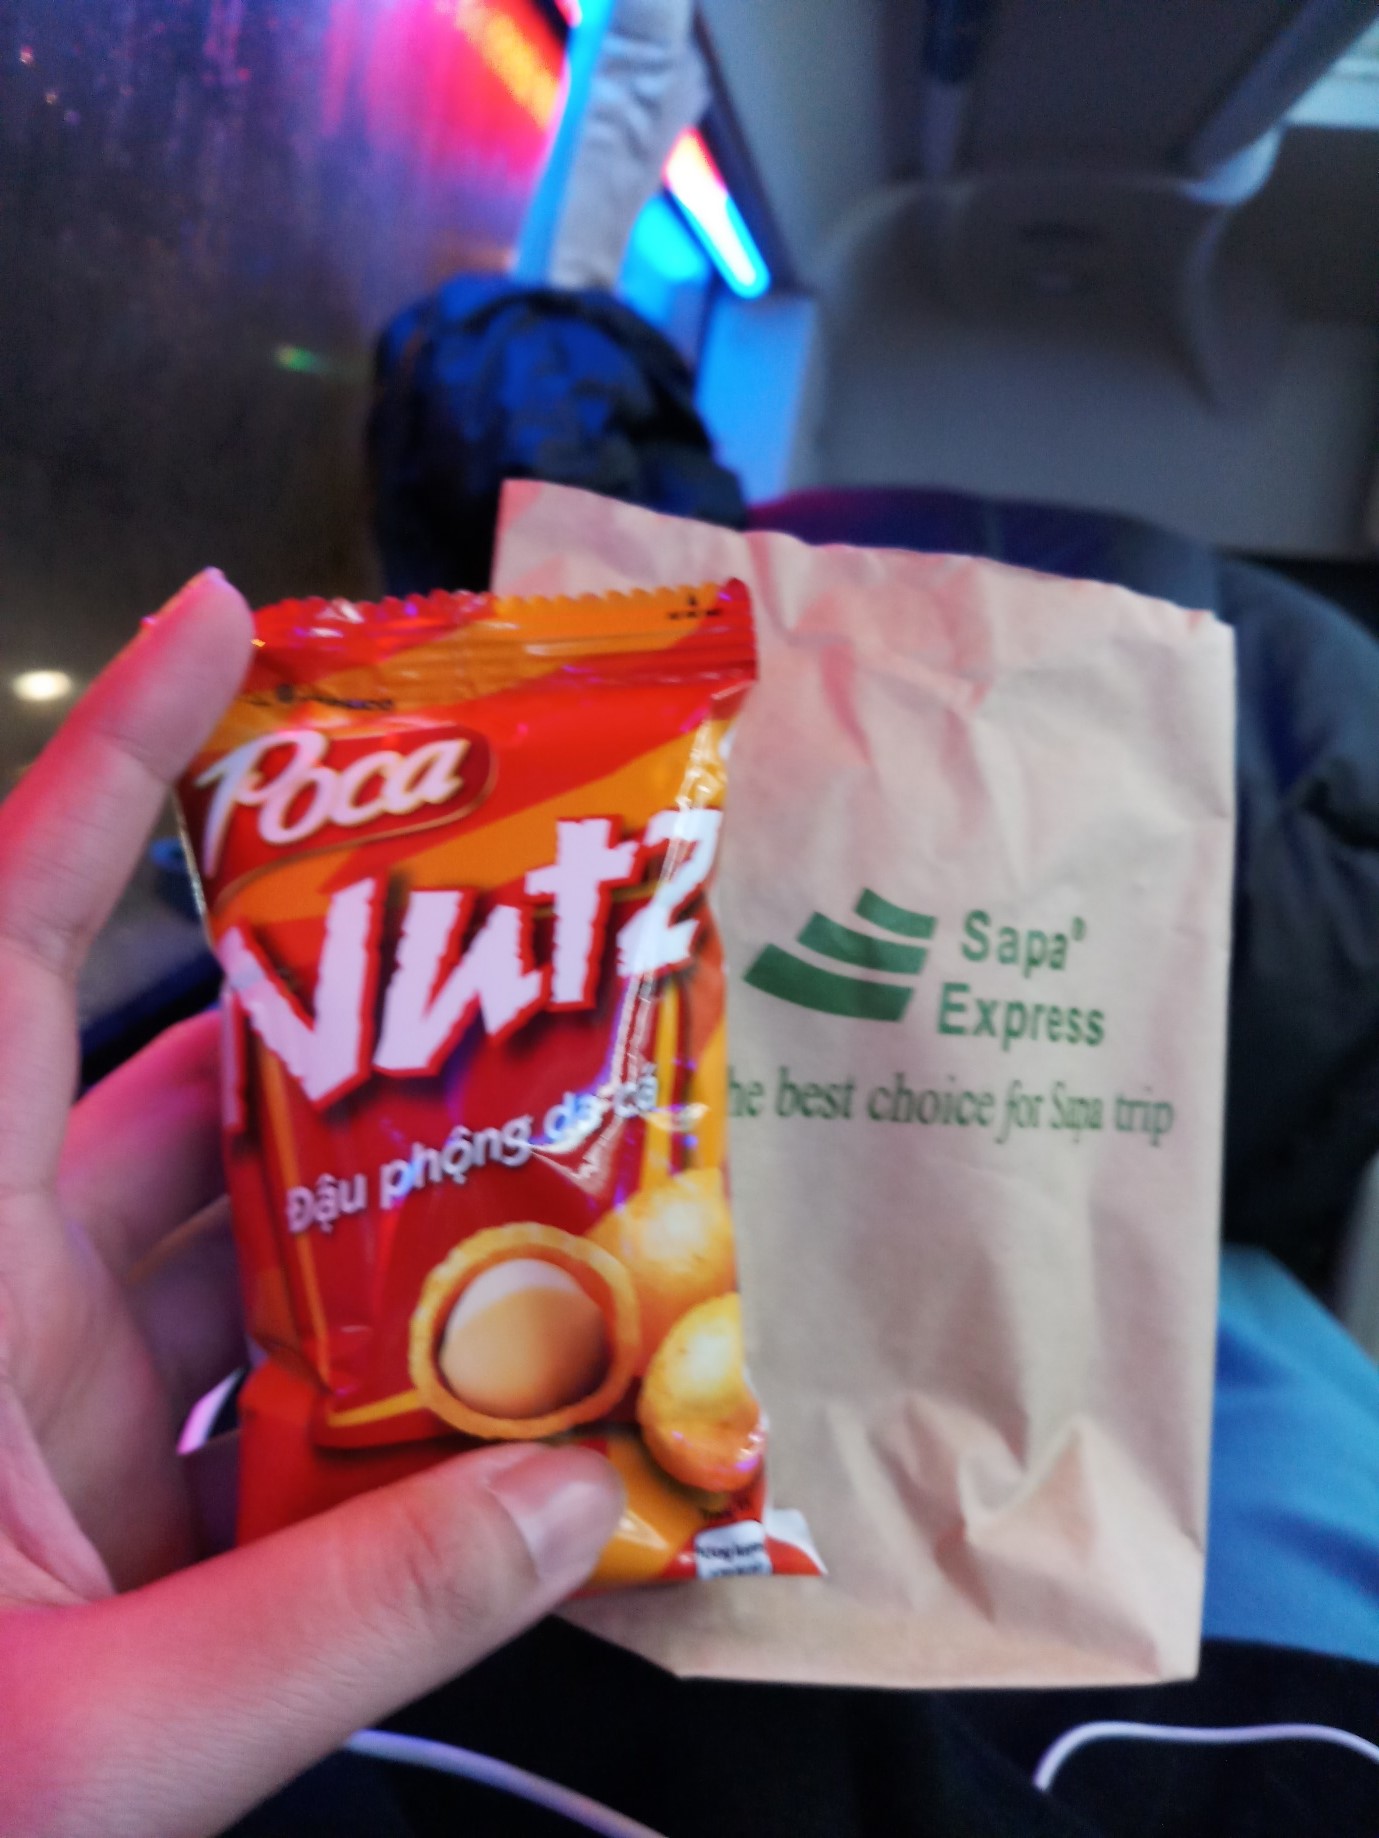 Poca
Nutz
Đậu phộng da cá
Sapa®
Express
he best choice for Sapa trip